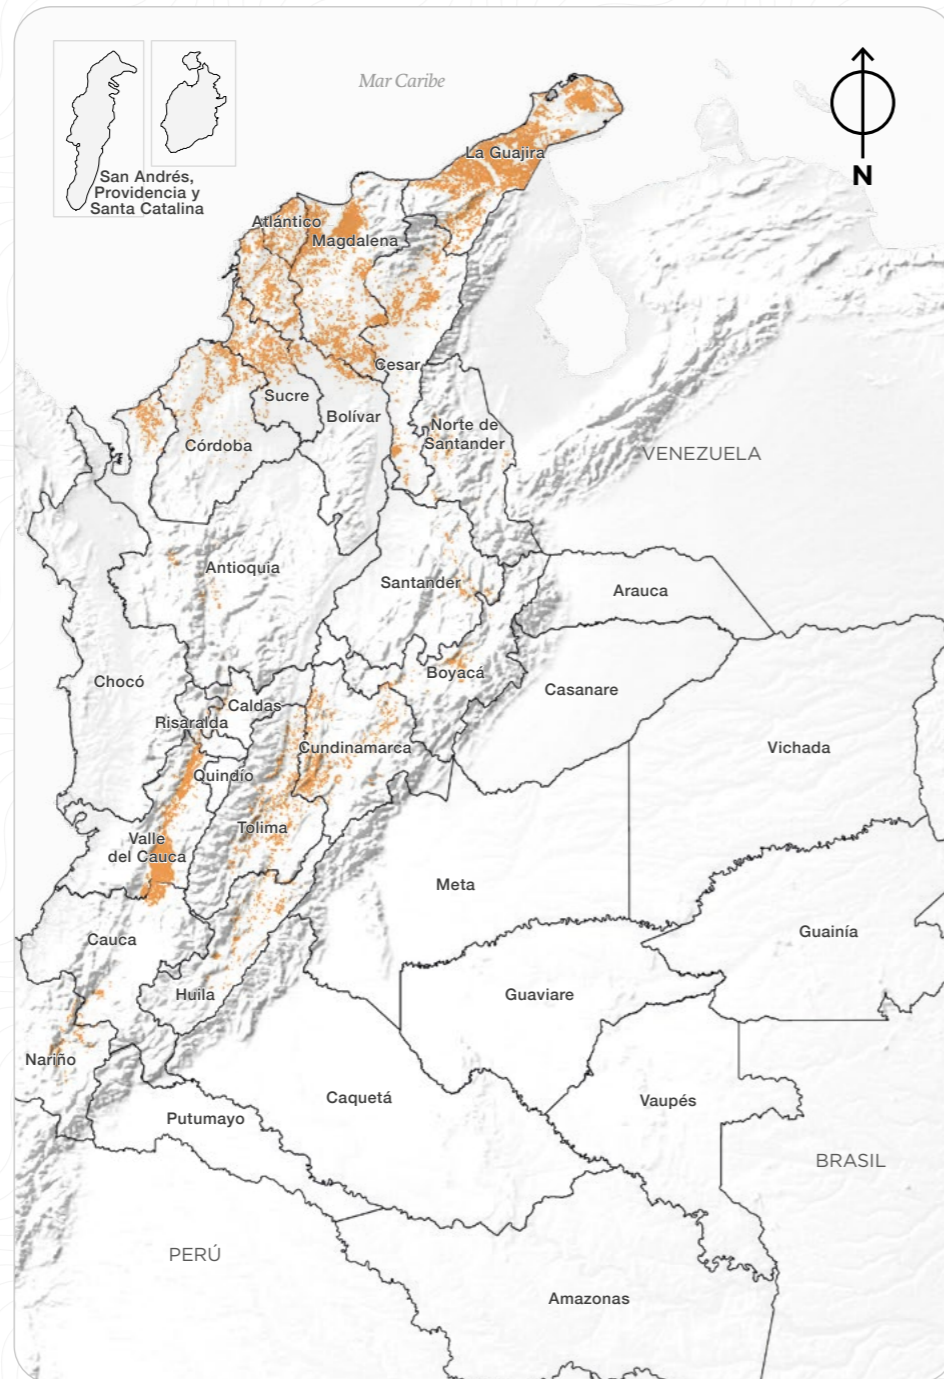 Mar Caribe
N
San Andrés,
Providencia y
Santa Catalina
La Guajira
Atlántico
Magdalena
Cesar
Sucre
Bolívar
Norte de
Santander
Córdoba
VENEZUELA
Antioquia
Santander
Arauca
Chocó
Boyacá
Casanare
Caldas
Risaralda
Cundinamarca
Vichada
Quindío
Tolima
Valle
del Cauca
Meta
Cauca
Guainía
Huila
Guaviare
Nariño
Caquetá
Vaupés
Putumayo
BRASIL
PERÚ
Amazonas